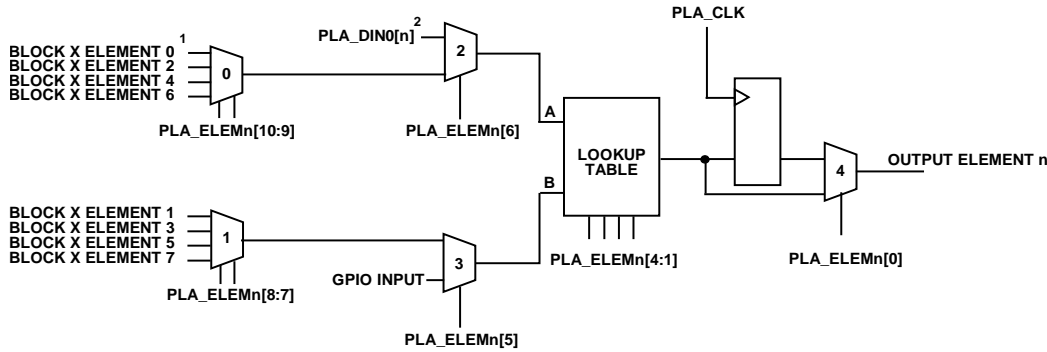 PLA_CLK
PLA_DIN0[n] 2
BLOCK X ELEMENT 0 1
BLOCK X ELEMENT 2
BLOCK X ELEMENT 4
BLOCK X ELEMENT 6
0
2
PLA_ELEMn[10:9]
PLA_ELEMn[6]
A
B
LOOKUP
TABLE
4
OUTPUT ELEMENT n
BLOCK X ELEMENT 1
BLOCK X ELEMENT 3
BLOCK X ELEMENT 5
BLOCK X ELEMENT 7
1
3
GPIO INPUT
PLA_ELEMn[4:1]
PLA_ELEMn[0]
PLA_ELEMn[8:7]
PLA_ELEMn[5]